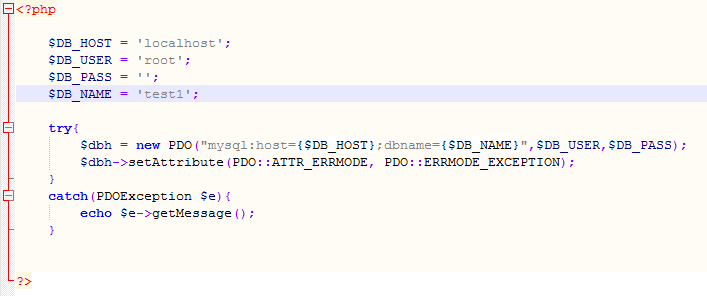 <?php
$DB_HOST = 'localhost';
$DB_USER = 'root';
$DB_PASS = '';
$DB_NAME = 'test1';
try{
$dbh = new PDO("mysql:host={$DB_HOST};dbname={$DB_NAME}",$DB_USER,$DB_PASS);
$dbh->setAttribute(PDO::ATTR_ERRMODE, PDO::ERRMODE_EXCEPTION);
}
catch(PDOException $e){
echo $e->getMessage();
}
?>